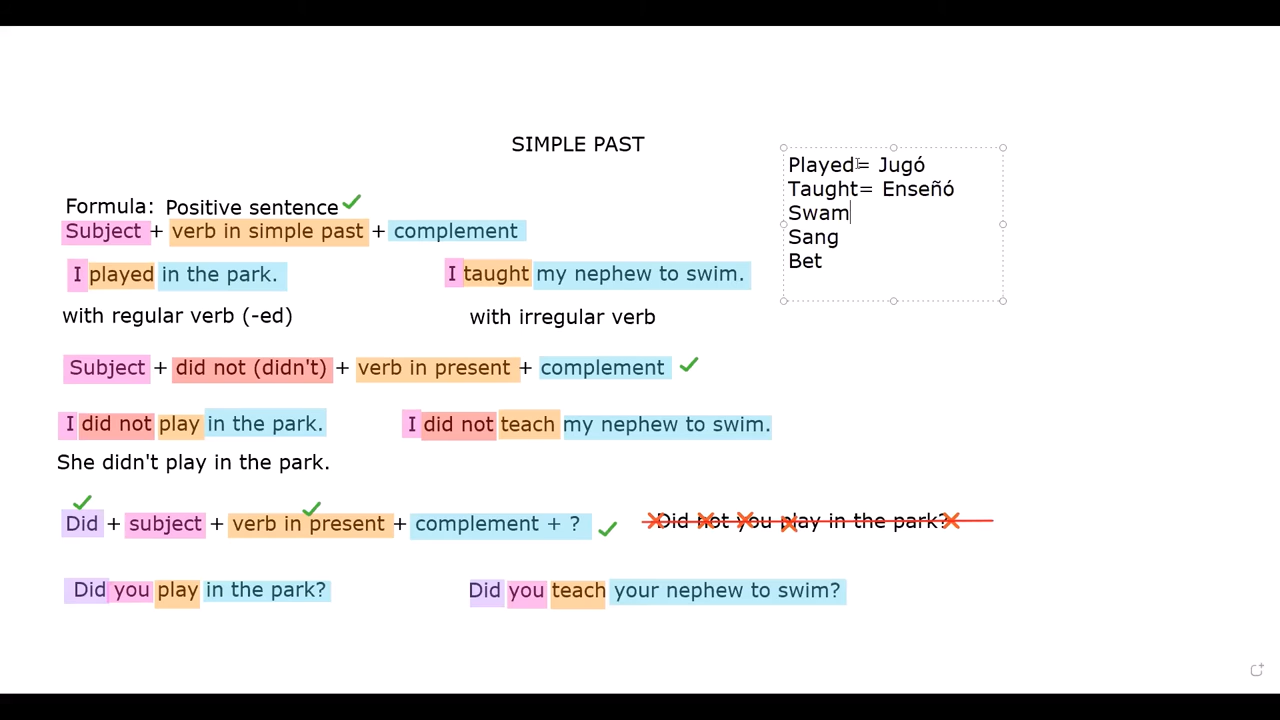 SIMPLE PAST
Played= Jugó
Taught= Enseñó
Swam
Sang
Bet
Formula: Positive sentence
Subject + verb in simple past + complement
I played in the park.
I taught my nephew to swim.
with regular verb (-ed)
with irregular verb
Subject + did not (didn't) + verb in present + complement
I did not play in the park.
I did not teach my nephew to swim.
She didn't play in the park.
Did + subject + verb in present + complement + ?
Did not you play in the park?
Did you play in the park?
Did you teach your nephew to swim?